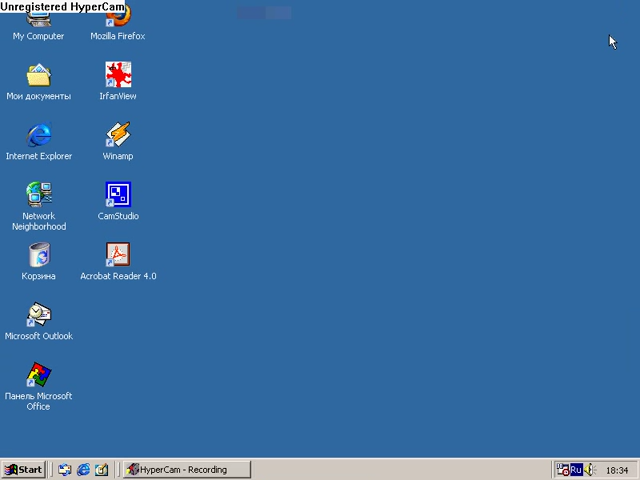 Unregistered HyperCam
My Computer
Mozilla Firefox
Мои документы
IrfanView
Internet Explorer
Winamp
Network
Neighborhood
CamStudio
Корзина
Acrobat Reader 4.0
Microsoft Outlook
Панель Microsoft
Office
Start
HyperCam - Recording
Ru
18:34